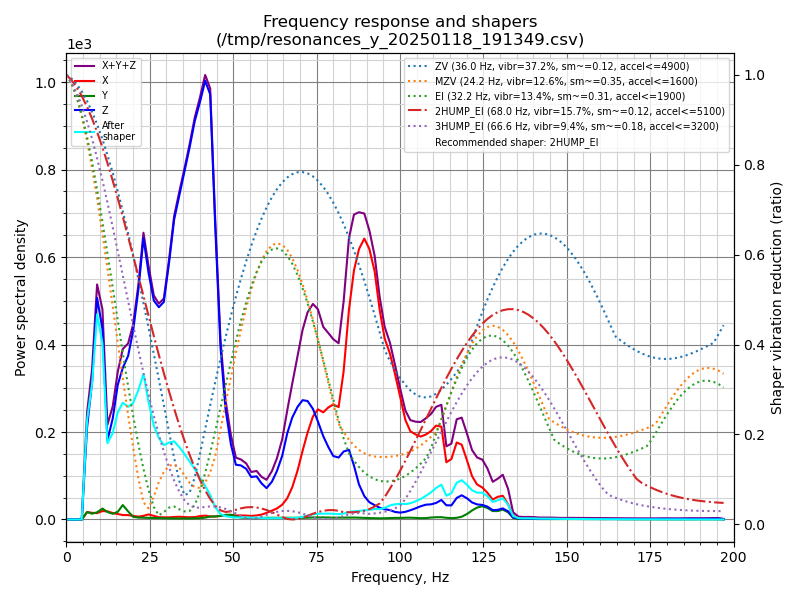 Frequency response and shapers
(/tmp/resonances_y_20250118_191349.csv)
1e3
X+Y+Z
X
Y
Z
After
shaper
ZV (36.0 Hz, vibr=37.2%, sm~=0.12, accel<=4900)
MZV (24.2 Hz, vibr=12.6%, sm~=0.35, accel<=1600)
EI (32.2 Hz, vibr=13.4%, sm~=0.31, accel<=1900)
2HUMP_EI (68.0 Hz, vibr=15.7%, sm~=0.12, accel<=5100)
3HUMP_EI (66.6 Hz, vibr=9.4%, sm~=0.18, accel<=3200)
Recommended shaper: 2HUMP_EI
Power spectral density
1.0
0.8
0.6
0.4
0.2
0.0
1.0
0.8
0.6
0.4
0.2
0.0
Shaper vibration reduction (ratio)
0 25 50 75 100 125 150 175 200
Frequency, Hz